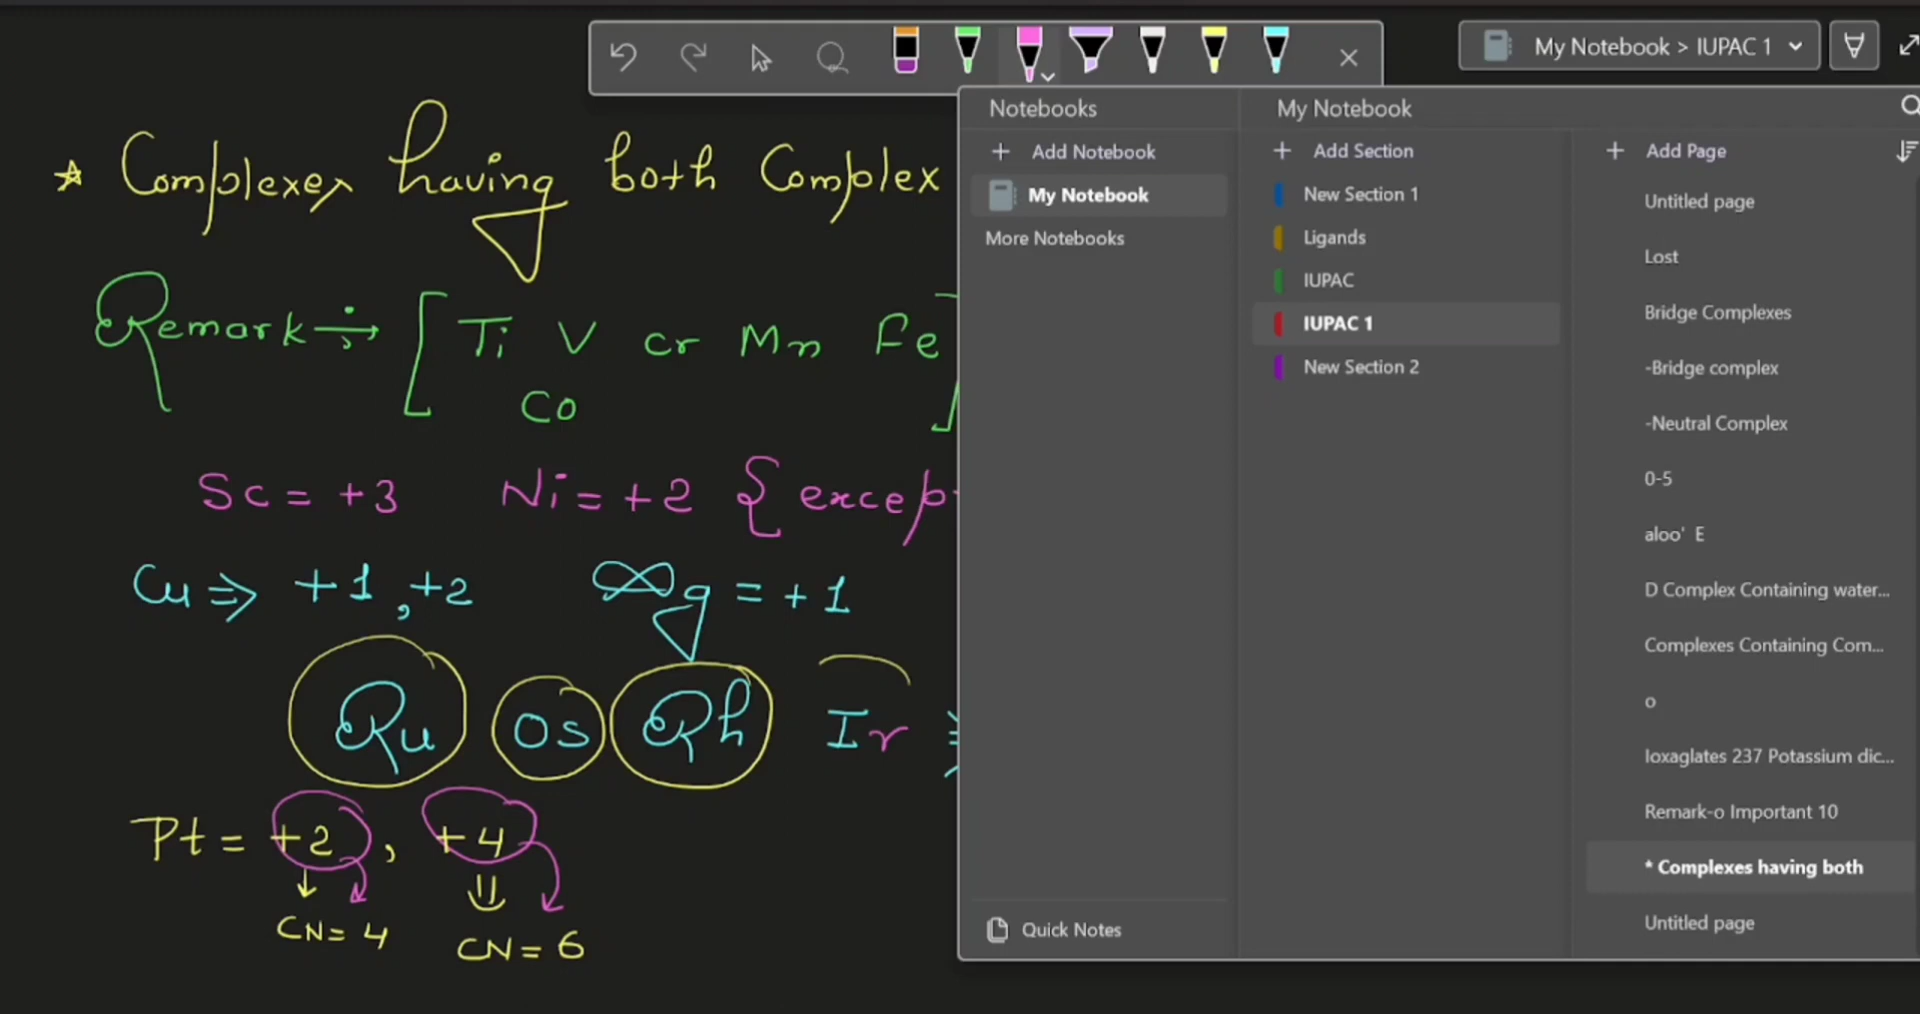 My Notebook > IUPAC 1
* Complexes having both Complex
Remark ÷→ [ Ti V Cr Mn Fe ]
Co
Sc = +3 Ni = +2 { excep
Cu ⇒ +1, +2 Ag = +1
Ru Os Rh Ir
Pt = +2, +4
CN = 4
CN = 6
Notebooks
+ Add Notebook
My Notebook
More Notebooks
Quick Notes
My Notebook
+ Add Section
New Section 1
Ligands
IUPAC
IUPAC 1
New Section 2
+ Add Page
Untitled page
Lost
Bridge Complexes
-Bridge complex
-Neutral Complex
0-5
aloo' E
D Complex Containing water...
Complexes Containing Com...
o
Ioxaglates 237 Potassium dic...
Remark-o Important 10
* Complexes having both
Untitled page